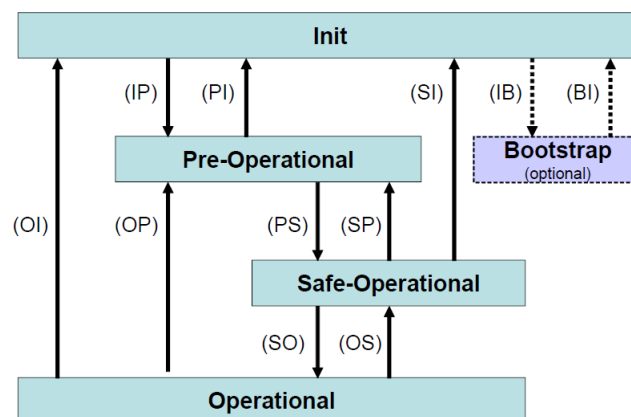 Init
(IP)
(PI)
(SI)
(IB)
(BI)
Pre-Operational
Bootstrap
(optional)
(OI)
(OP)
(PS)
(SP)
Safe-Operational
(SO)
(OS)
Operational